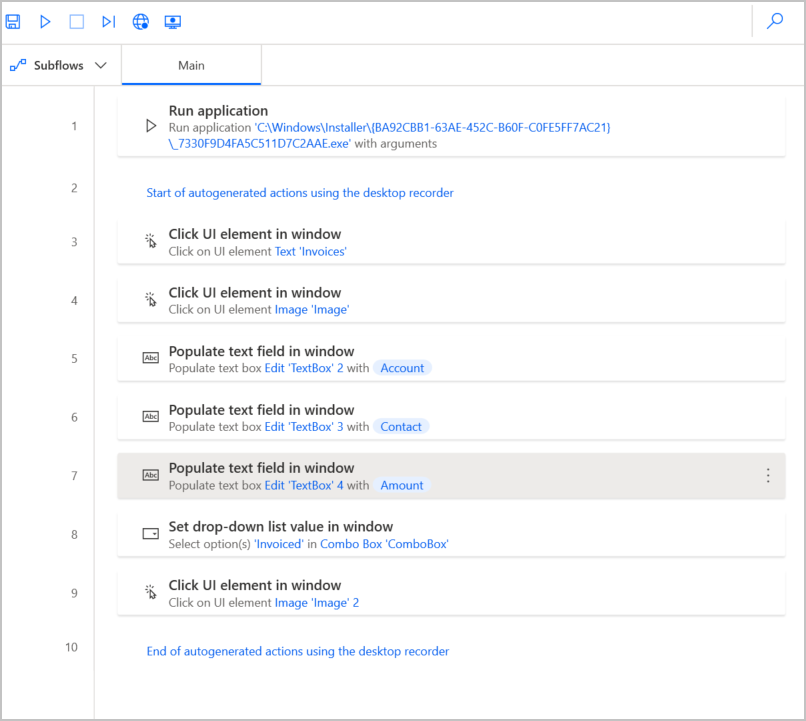 Subflows
Main
1
Run application
Run application 'C:\Windows\Installer\{BA92CBB1-63AE-452C-B60F-C0FE5FF7AC21}
\_7330F9D4FA5C511D7C2AAE.exe' with arguments
2
Start of autogenerated actions using the desktop recorder
3
Click UI element in window
Click on UI element Text 'Invoices'
4
Click UI element in window
Click on UI element Image 'Image'
5
Abc
Populate text field in window
Populate text box Edit 'TextBox' 2 with Account
6
Abc
Populate text field in window
Populate text box Edit 'TextBox' 3 with Contact
7
Abc
Populate text field in window
Populate text box Edit 'TextBox' 4 with Amount
8
Set drop-down list value in window
Select option(s) 'Invoiced' in Combo Box 'ComboBox'
9
Click UI element in window
Click on UI element Image 'Image' 2
10
End of autogenerated actions using the desktop recorder